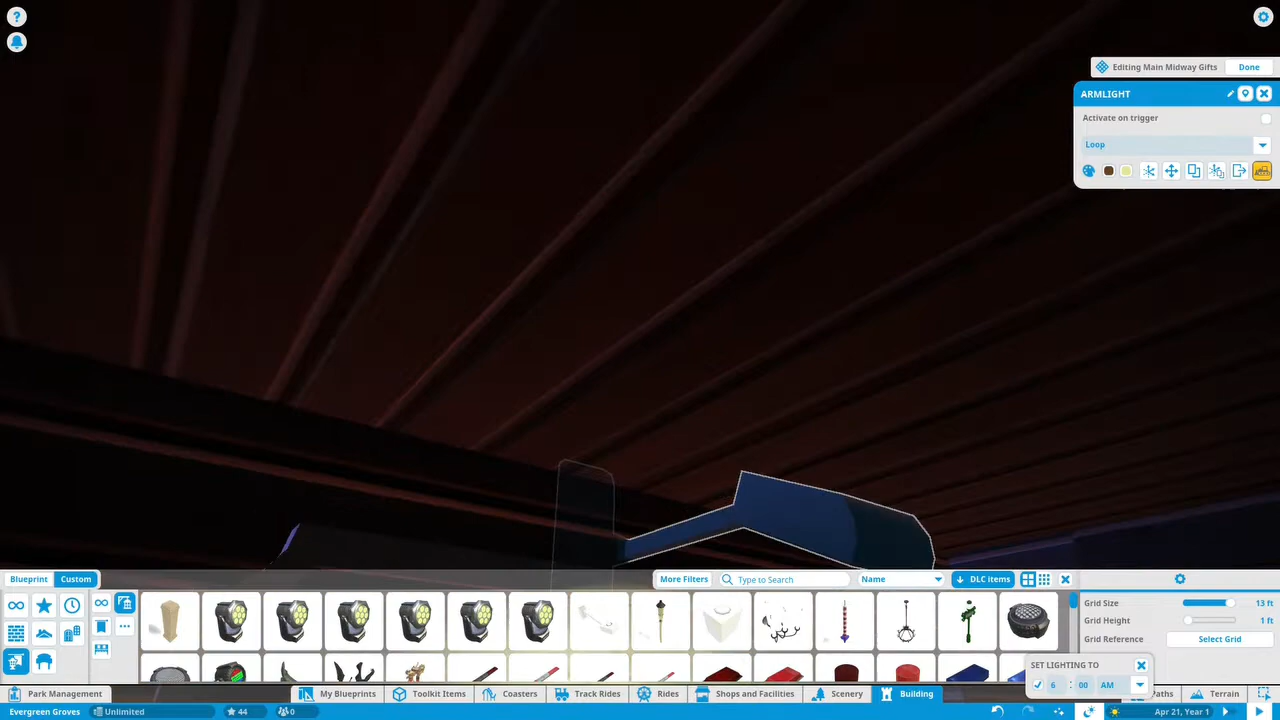 ?
Editing Main Midway Gifts Done
ARMLIGHT
Activate on trigger
Loop
Blueprint Custom
More Filters Type to Search Name DLC items
Grid Size 13 ft
Grid Height 1 ft
Grid Reference Select Grid
SET LIGHTING TO
6 : 00 AM
Park Management My Blueprints Toolkit Items Coasters Track Rides Rides Shops and Facilities Scenery Building Paths Terrain
Evergreen Groves Unlimited 44 0 Apr 21, Year 1